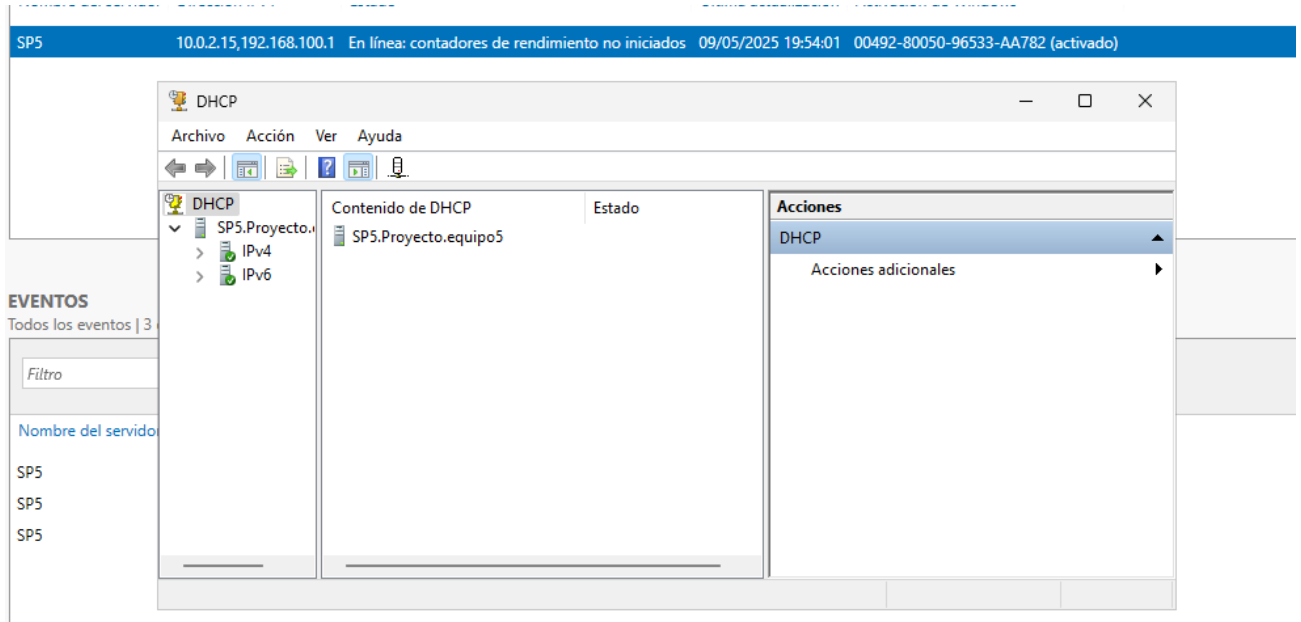 SP5 10.0.2.15,192.168.100.1 En línea: contadores de rendimiento no iniciados 09/05/2025 19:54:01 00492-80050-96533-AA782 (activado)
DHCP
Archivo Acción Ver Ayuda
DHCP
SP5.Proyecto.
IPv4
IPv6
Contenido de DHCP Estado
SP5.Proyecto.equipo5
Acciones
DHCP
Acciones adicionales
EVENTOS
Todos los eventos | 3
Filtro
Nombre del servidor
SP5
SP5
SP5